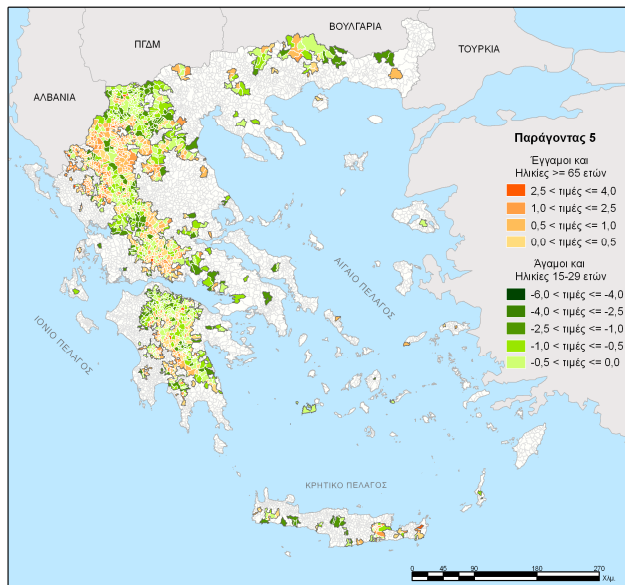 ΒΟΥΛΓΑΡΙΑ
ΠΓΔΜ
ΤΟΥΡΚΙΑ
ΑΛΒΑΝΙΑ
Παράγοντας 5
Έγγαμοι και
Ηλικίες >= 65 ετών
2,5 < τιμές <= 4,0
1,0 < τιμές <= 2,5
0,5 < τιμές <= 1,0
0,0 < τιμές <= 0,5
Άγαμοι και
Ηλικίες 15-29 ετών
-6,0 < τιμές <= -4,0
-4,0 < τιμές <= -2,5
-2,5 < τιμές <= -1,0
-1,0 < τιμές <= -0,5
-0,5 < τιμές <= 0,0
ΑΙΓΑΙΟ ΠΕΛΑΓΟΣ
ΙΟΝΙΟ ΠΕΛΑΓΟΣ
ΚΡΗΤΙΚΟ ΠΕΛΑΓΟΣ
0 45 90 180 270
Χλμ.